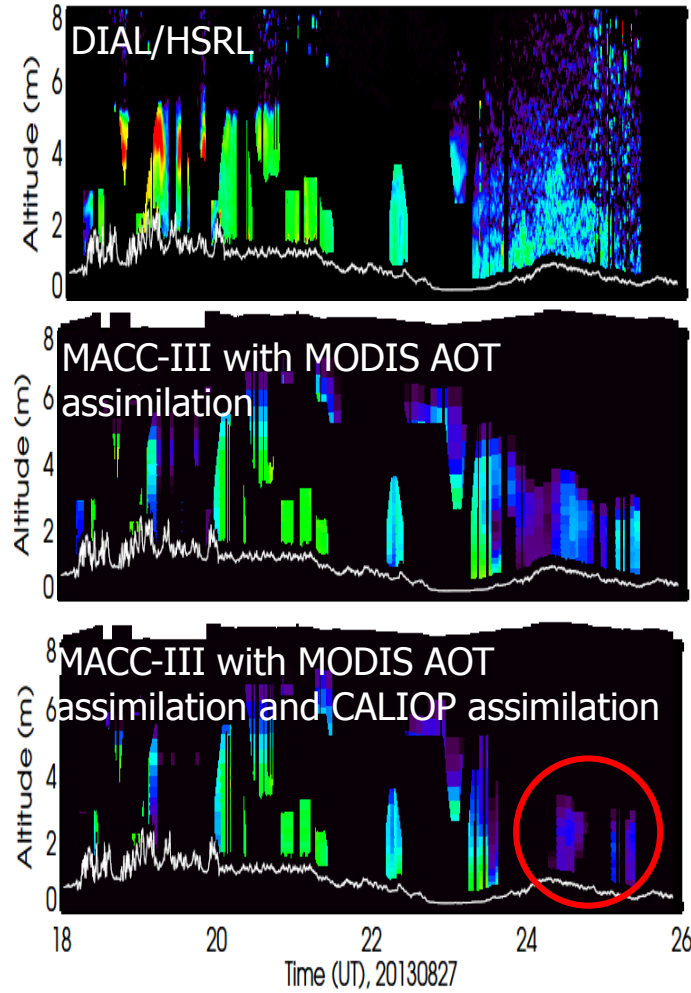 8
DIAL/HSRL
6
4
2
0
Altitude (m)
8
MACC-III with MODIS AOT
assimilation
6
4
2
0
Altitude (m)
8
MACC-III with MODIS AOT
assimilation and CALIOP assimilation
6
4
2
0
Altitude (m)
18 20 22 24 26
Time (UT), 20130827